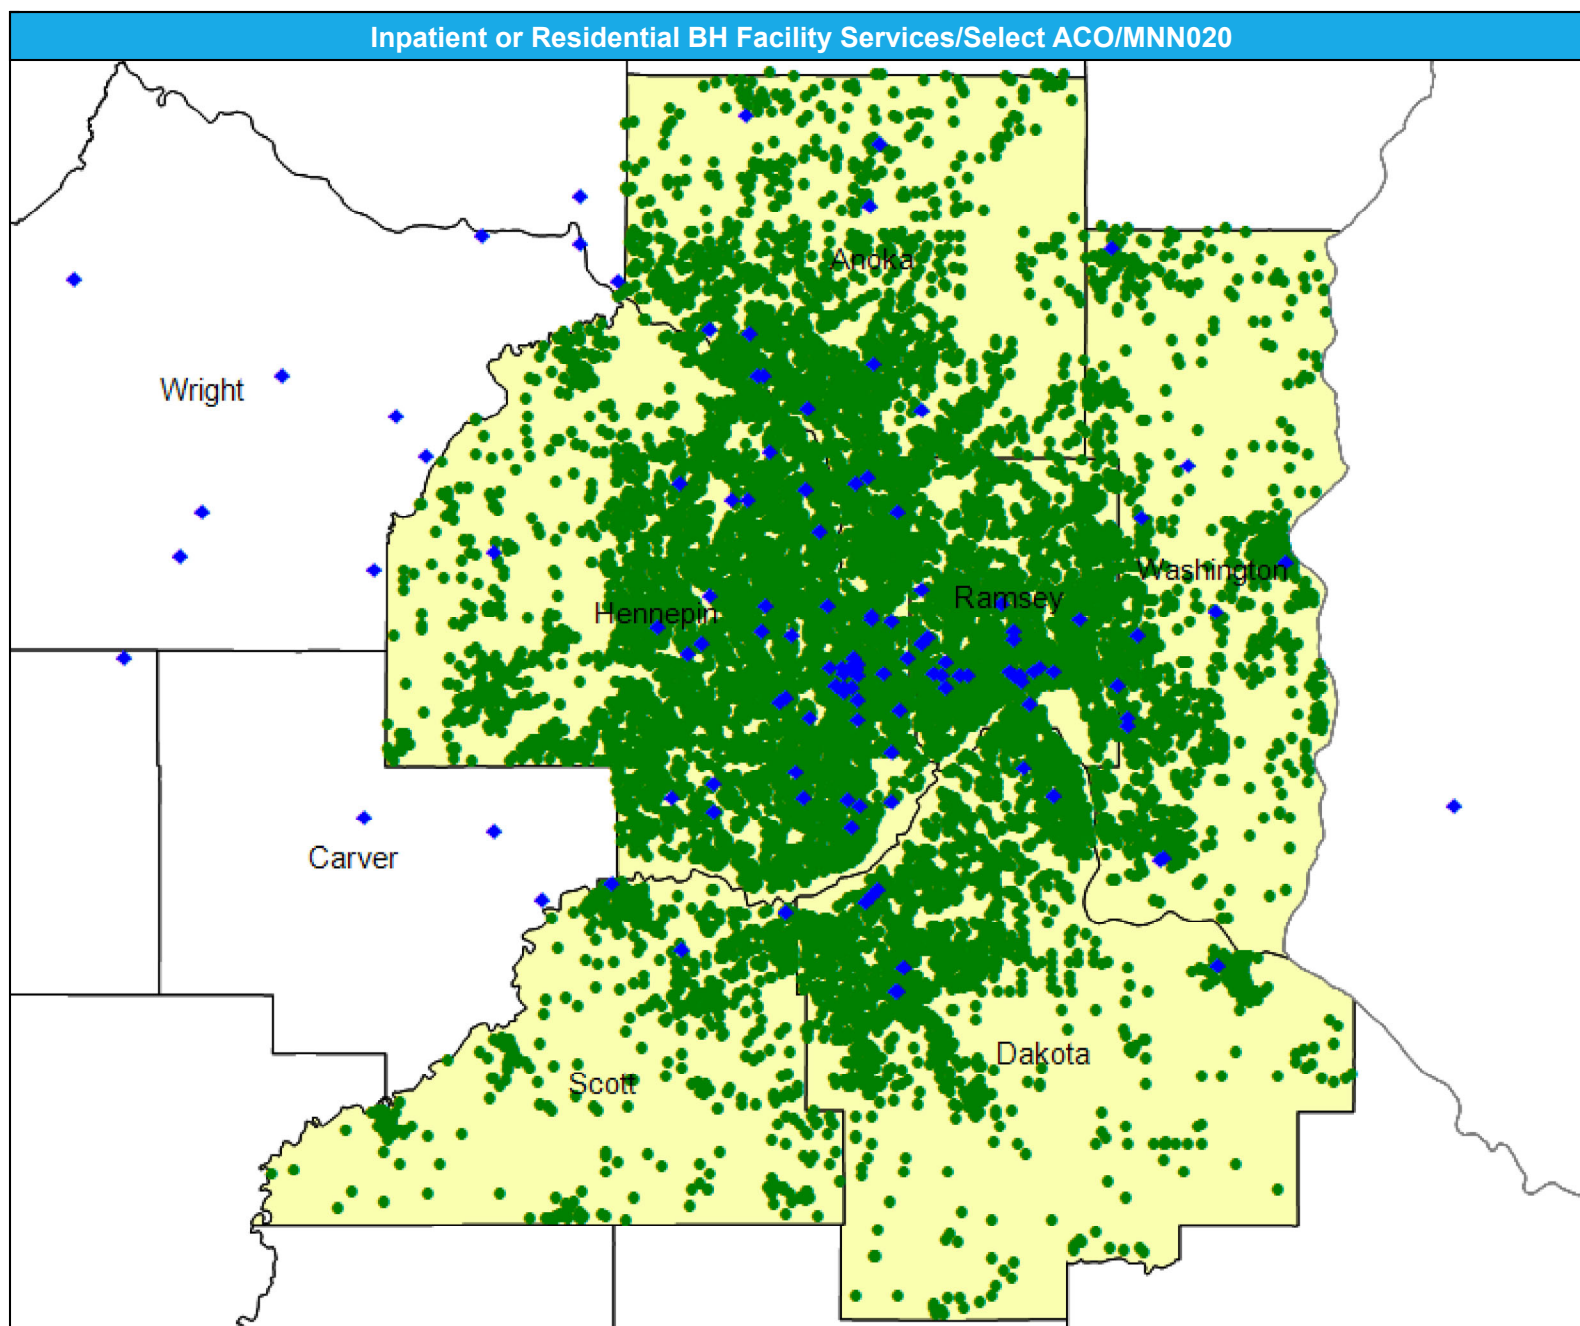 Inpatient or Residential BH Facility Services/Select ACO/MNN020
Anoka
Wright
Washington
Ramsey
Hennepin
Carver
Dakota
Scott